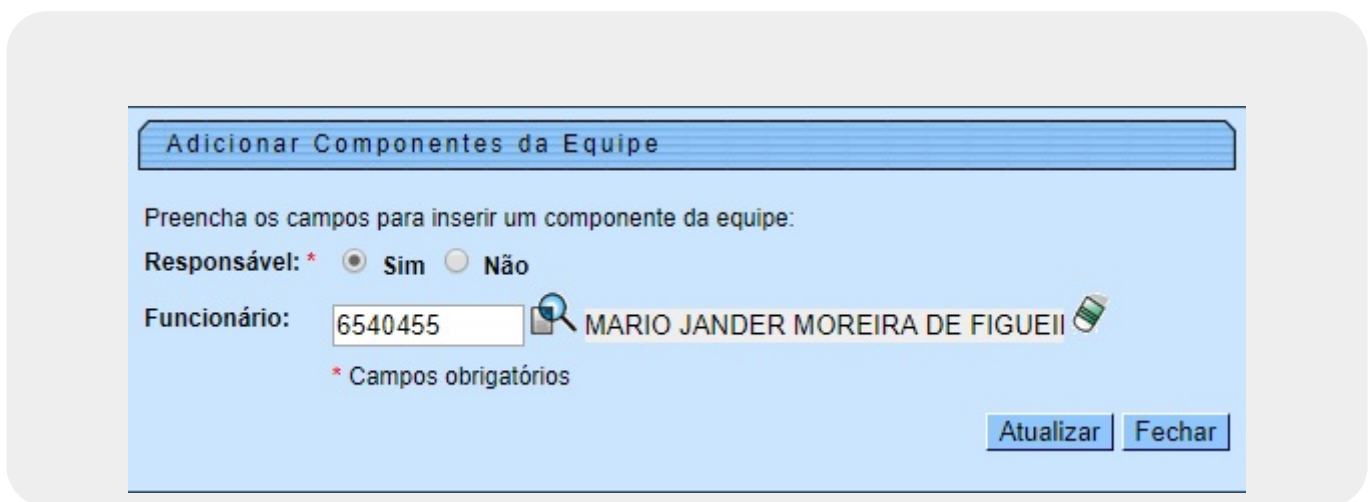 Adicionar Componentes da Equipe
Preencha os campos para inserir um componente da equipe:
Responsável: * Sim Não
Funcionário: 6540455 MARIO JANDER MOREIRA DE FIGUEII
* Campos obrigatórios
Atualizar Fechar